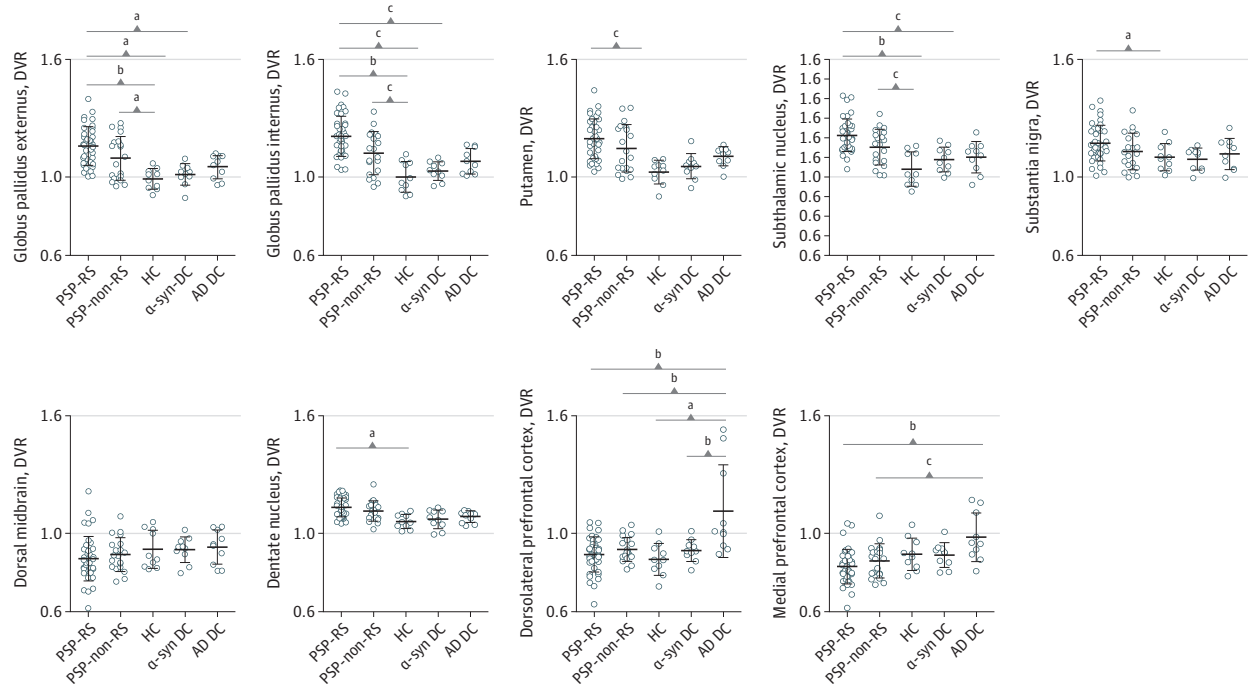 a
a
b
a
Globus pallidus externus, DVR
1.6
1.0
0.6
PSP-RS
PSP-non-RS
HC
α-syn DC
AD DC
c
c
b
c
Globus pallidus internus, DVR
1.6
1.0
0.6
PSP-RS
PSP-non-RS
HC
α-syn DC
AD DC
c
Putamen, DVR
1.6
1.0
0.6
PSP-RS
PSP-non-RS
HC
α-syn DC
AD DC
c
b
c
Subthalamic nucleus, DVR
1.6
1.6
1.6
1.6
1.6
1.6
1.0
0.6
0.6
0.6
0.6
PSP-RS
PSP-non-RS
HC
α-syn DC
AD DC
a
Substantia nigra, DVR
1.6
1.0
0.6
PSP-RS
PSP-non-RS
HC
α-syn DC
AD DC
Dorsal midbrain, DVR
1.6
1.0
0.6
PSP-RS
PSP-non-RS
HC
α-syn DC
AD DC
a
Dentate nucleus, DVR
1.6
1.0
0.6
PSP-RS
PSP-non-RS
HC
α-syn DC
AD DC
b
b
a
b
Dorsolateral prefrontal cortex, DVR
1.6
1.0
0.6
PSP-RS
PSP-non-RS
HC
α-syn DC
AD DC
b
c
Medial prefrontal cortex, DVR
1.6
1.0
0.6
PSP-RS
PSP-non-RS
HC
α-syn DC
AD DC